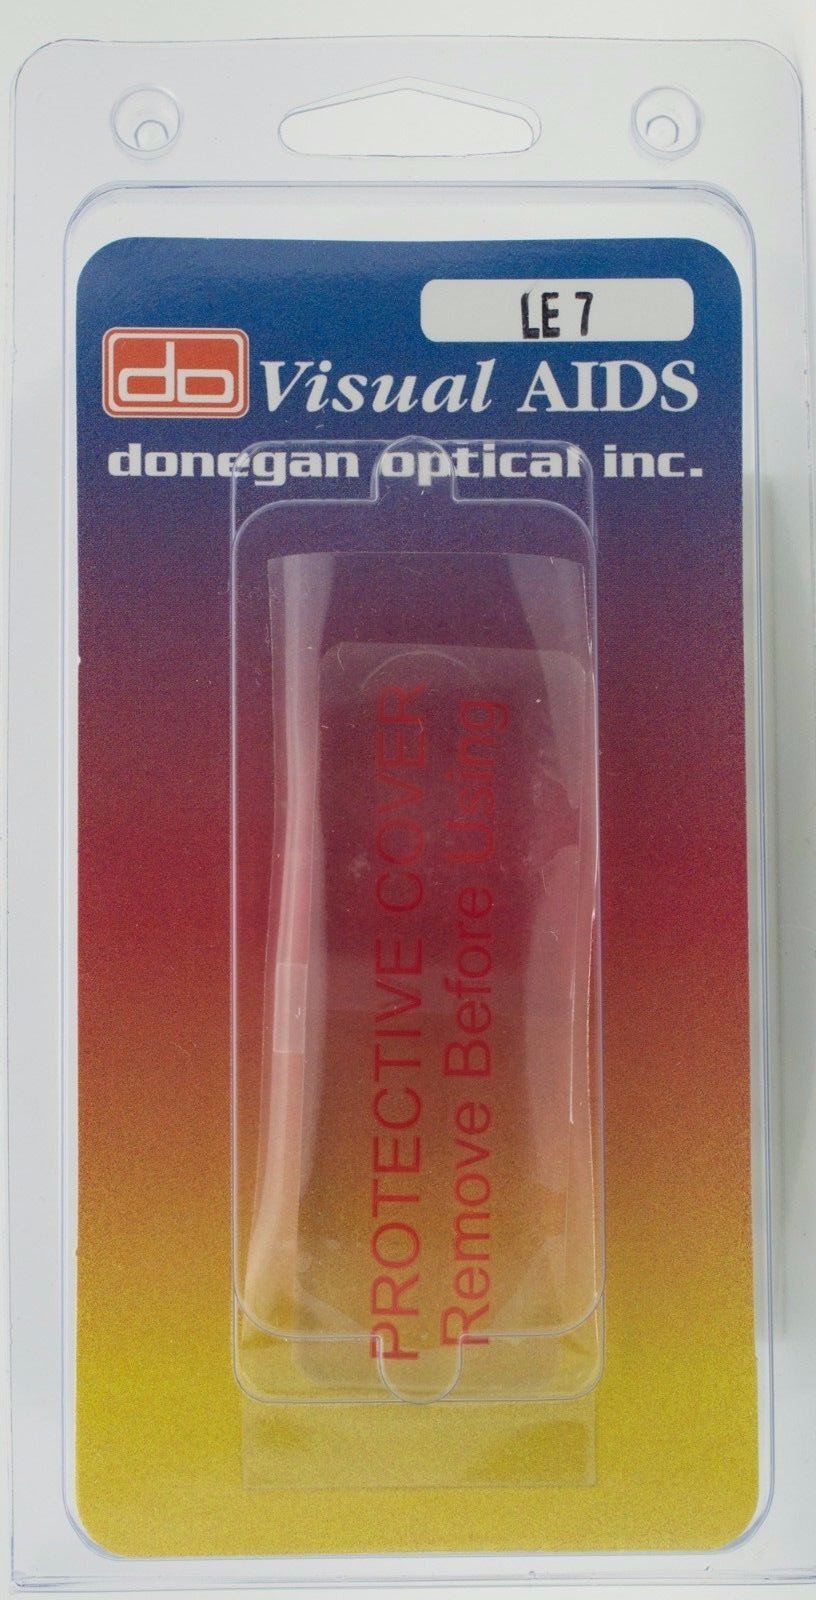 LE 7
do Visual AIDS
donegan optical inc.
PROTECTIVE COVER
Remove Before Using